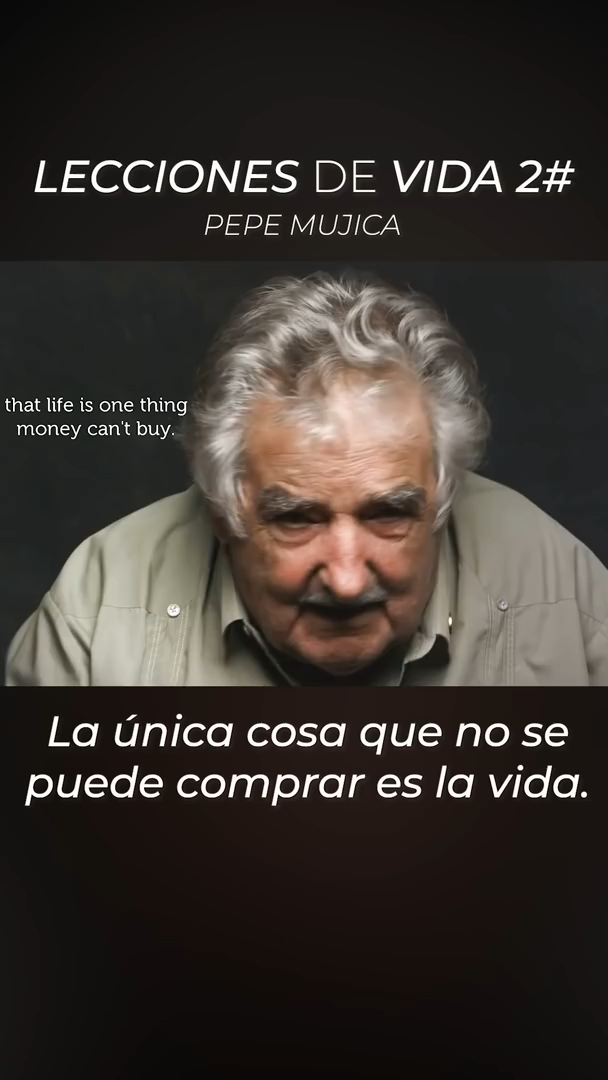 LECCIONES DE VIDA 2#
PEPE MUJICA
that life is one thing
money can't buy.
La única cosa que no se
puede comprar es la vida.